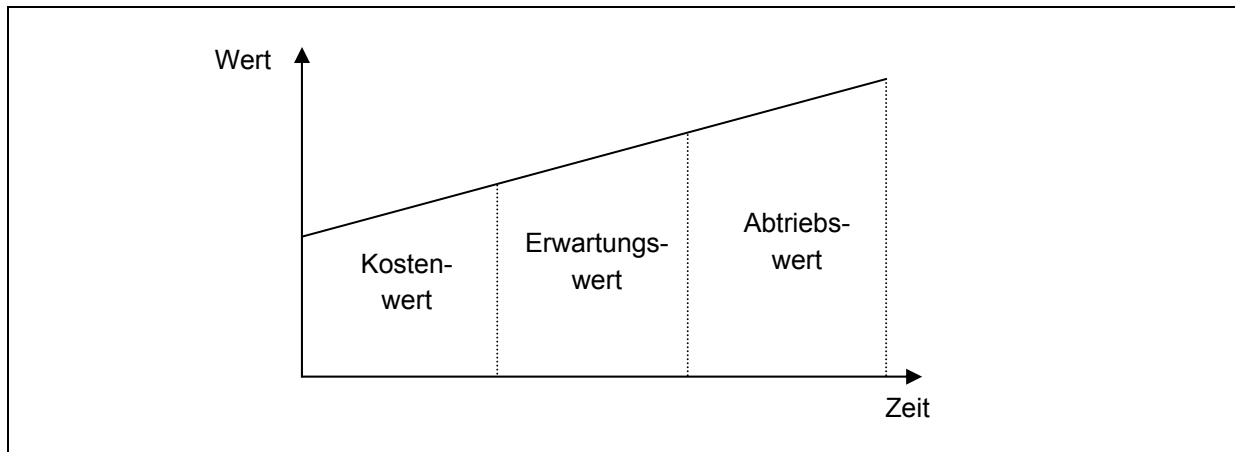 Wert
Kosten-
wert
Erwartungs-
wert
Abtriebs-
wert
Zeit